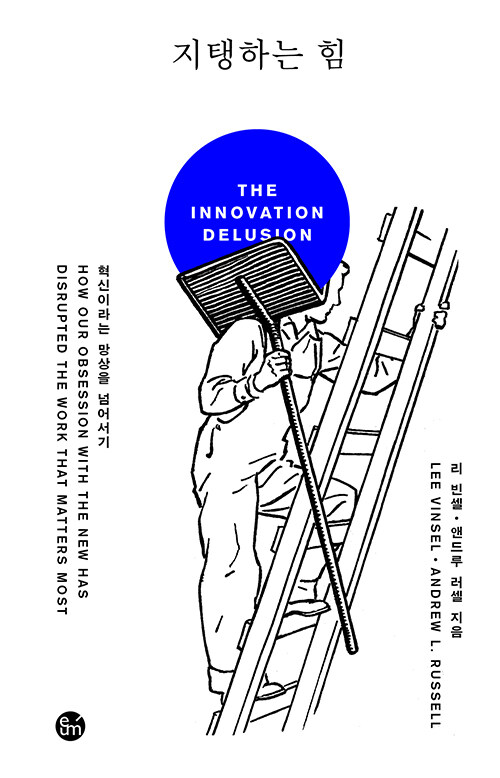 지탱하는 힘
THE
INNOVATION
DELUSION
혁신이라는 망상을 넘어서기
HOW OUR OBSESSION WITH THE NEW HAS
DISRUPTED THE WORK THAT MATTERS MOST
리 빈셀·앤드루 러셀 지음
LEE VINSEL·ANDREW L. RUSSELL
eum